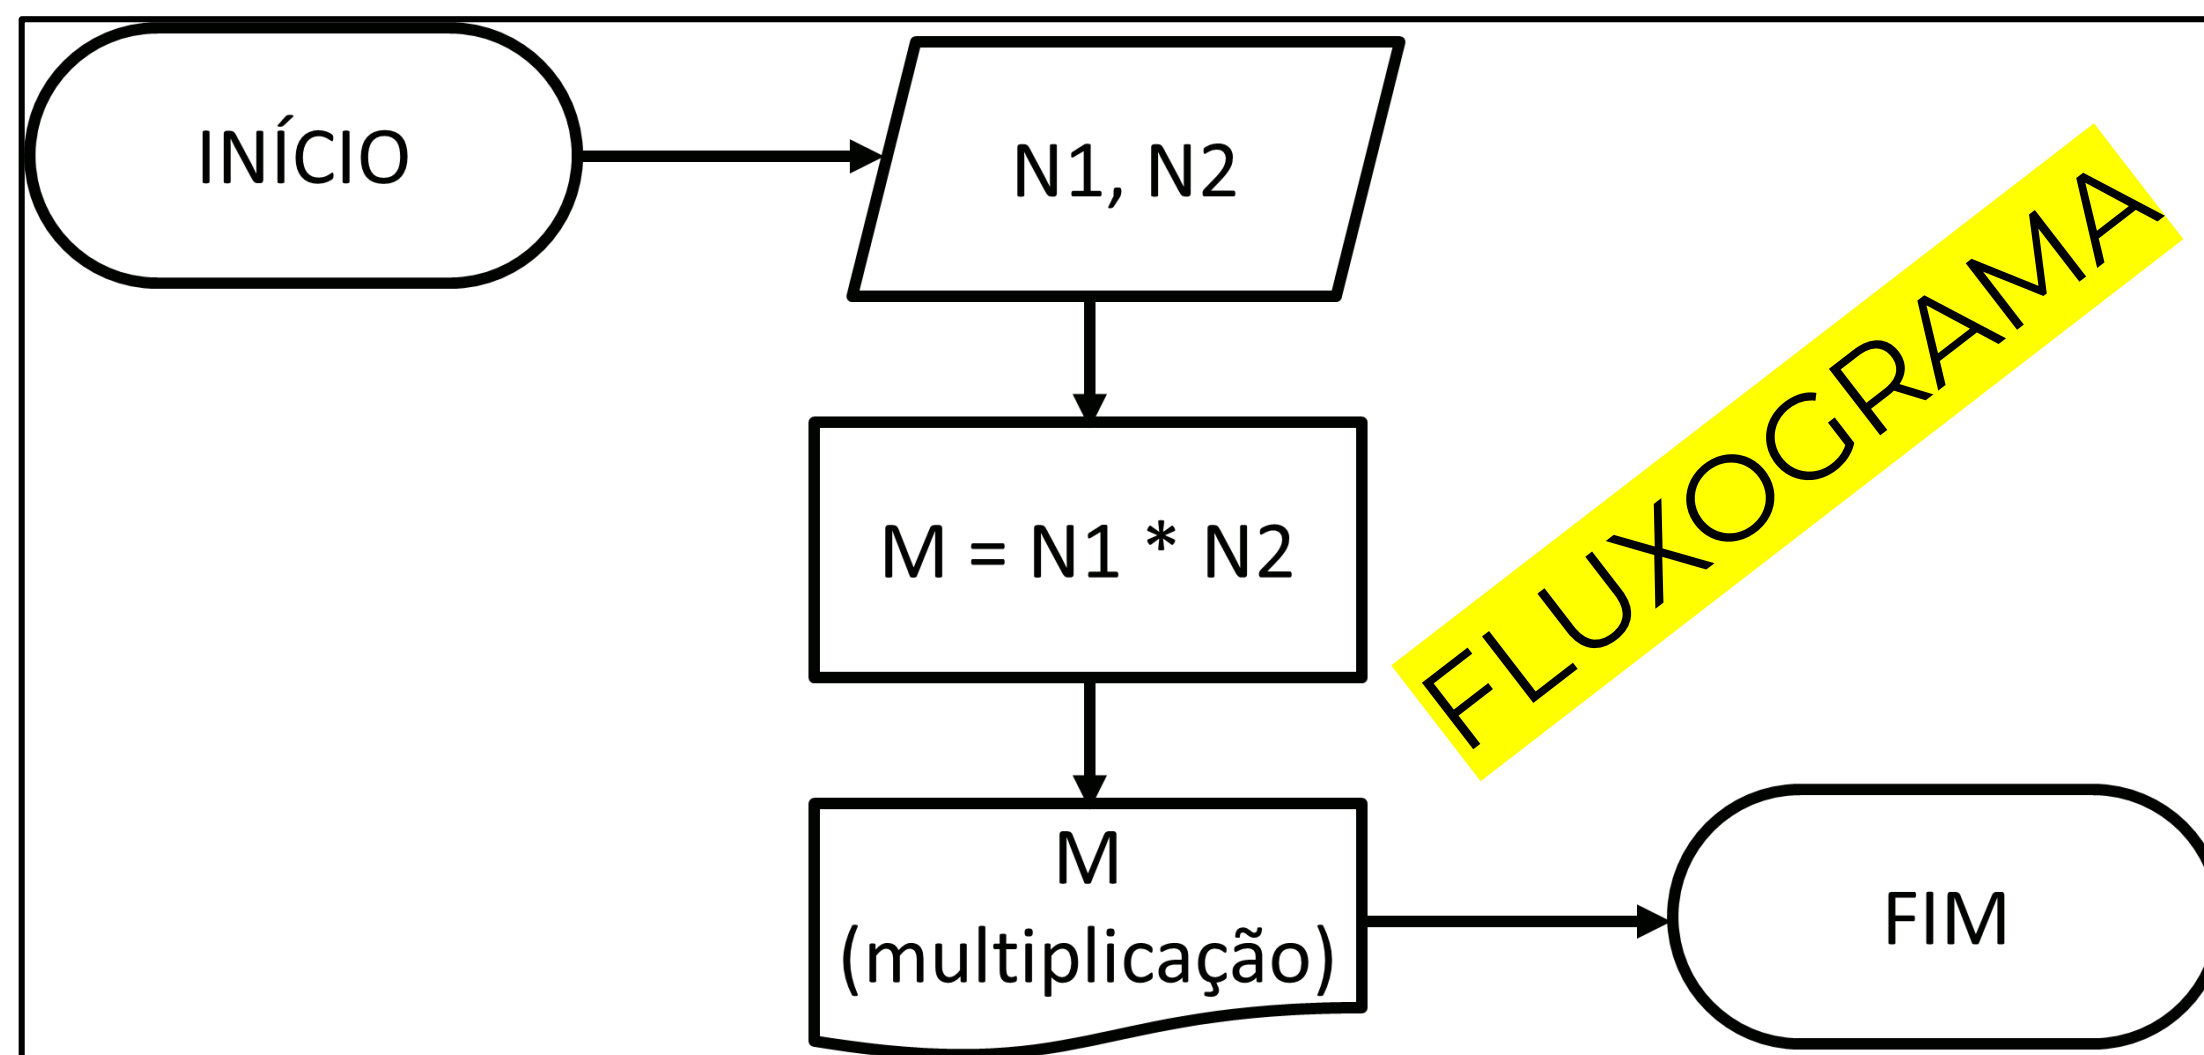 INÍCIO
N1, N2
M = N1 * N2
FLUXOGRAMA
M
(multiplicação)
FIM